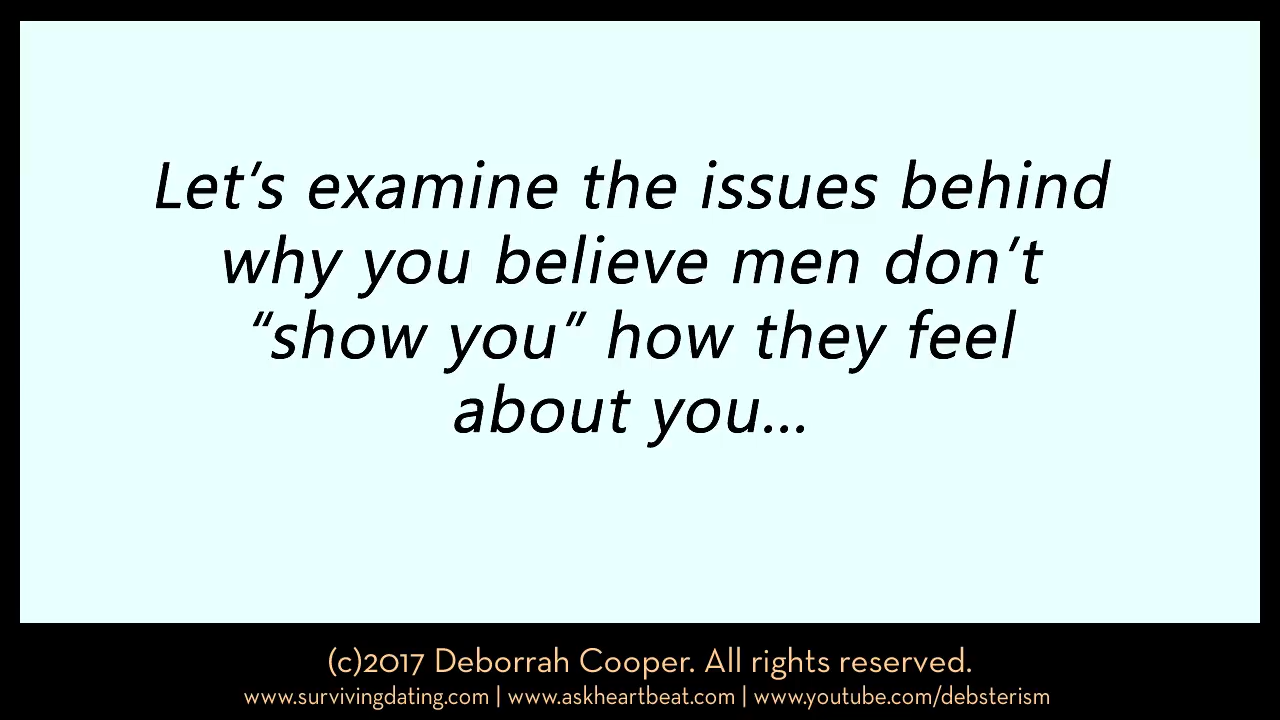 Let’s examine the issues behind
why you believe men don’t
“show you” how they feel
about you...
(c)2017 Deborrah Cooper. All rights reserved.
www.survivingdating.com | www.askheartbeat.com | www.youtube.com/debsterism